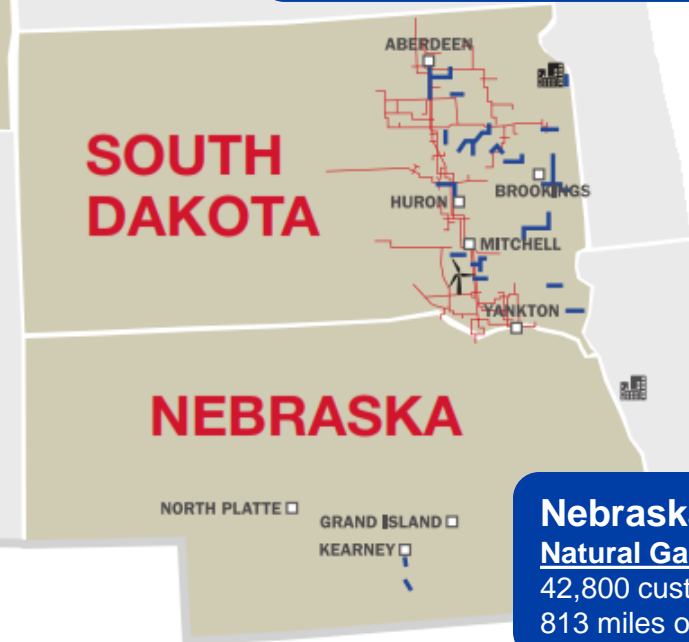 ABERDEEN
SOUTH
DAKOTA
BROOKINGS
HURON
MITCHELL
YANKTON
NEBRASKA
NORTH PLATTE
GRAND ISLAND
KEARNEY
Nebrask
Natural Ga
42,800 cust
813 miles o